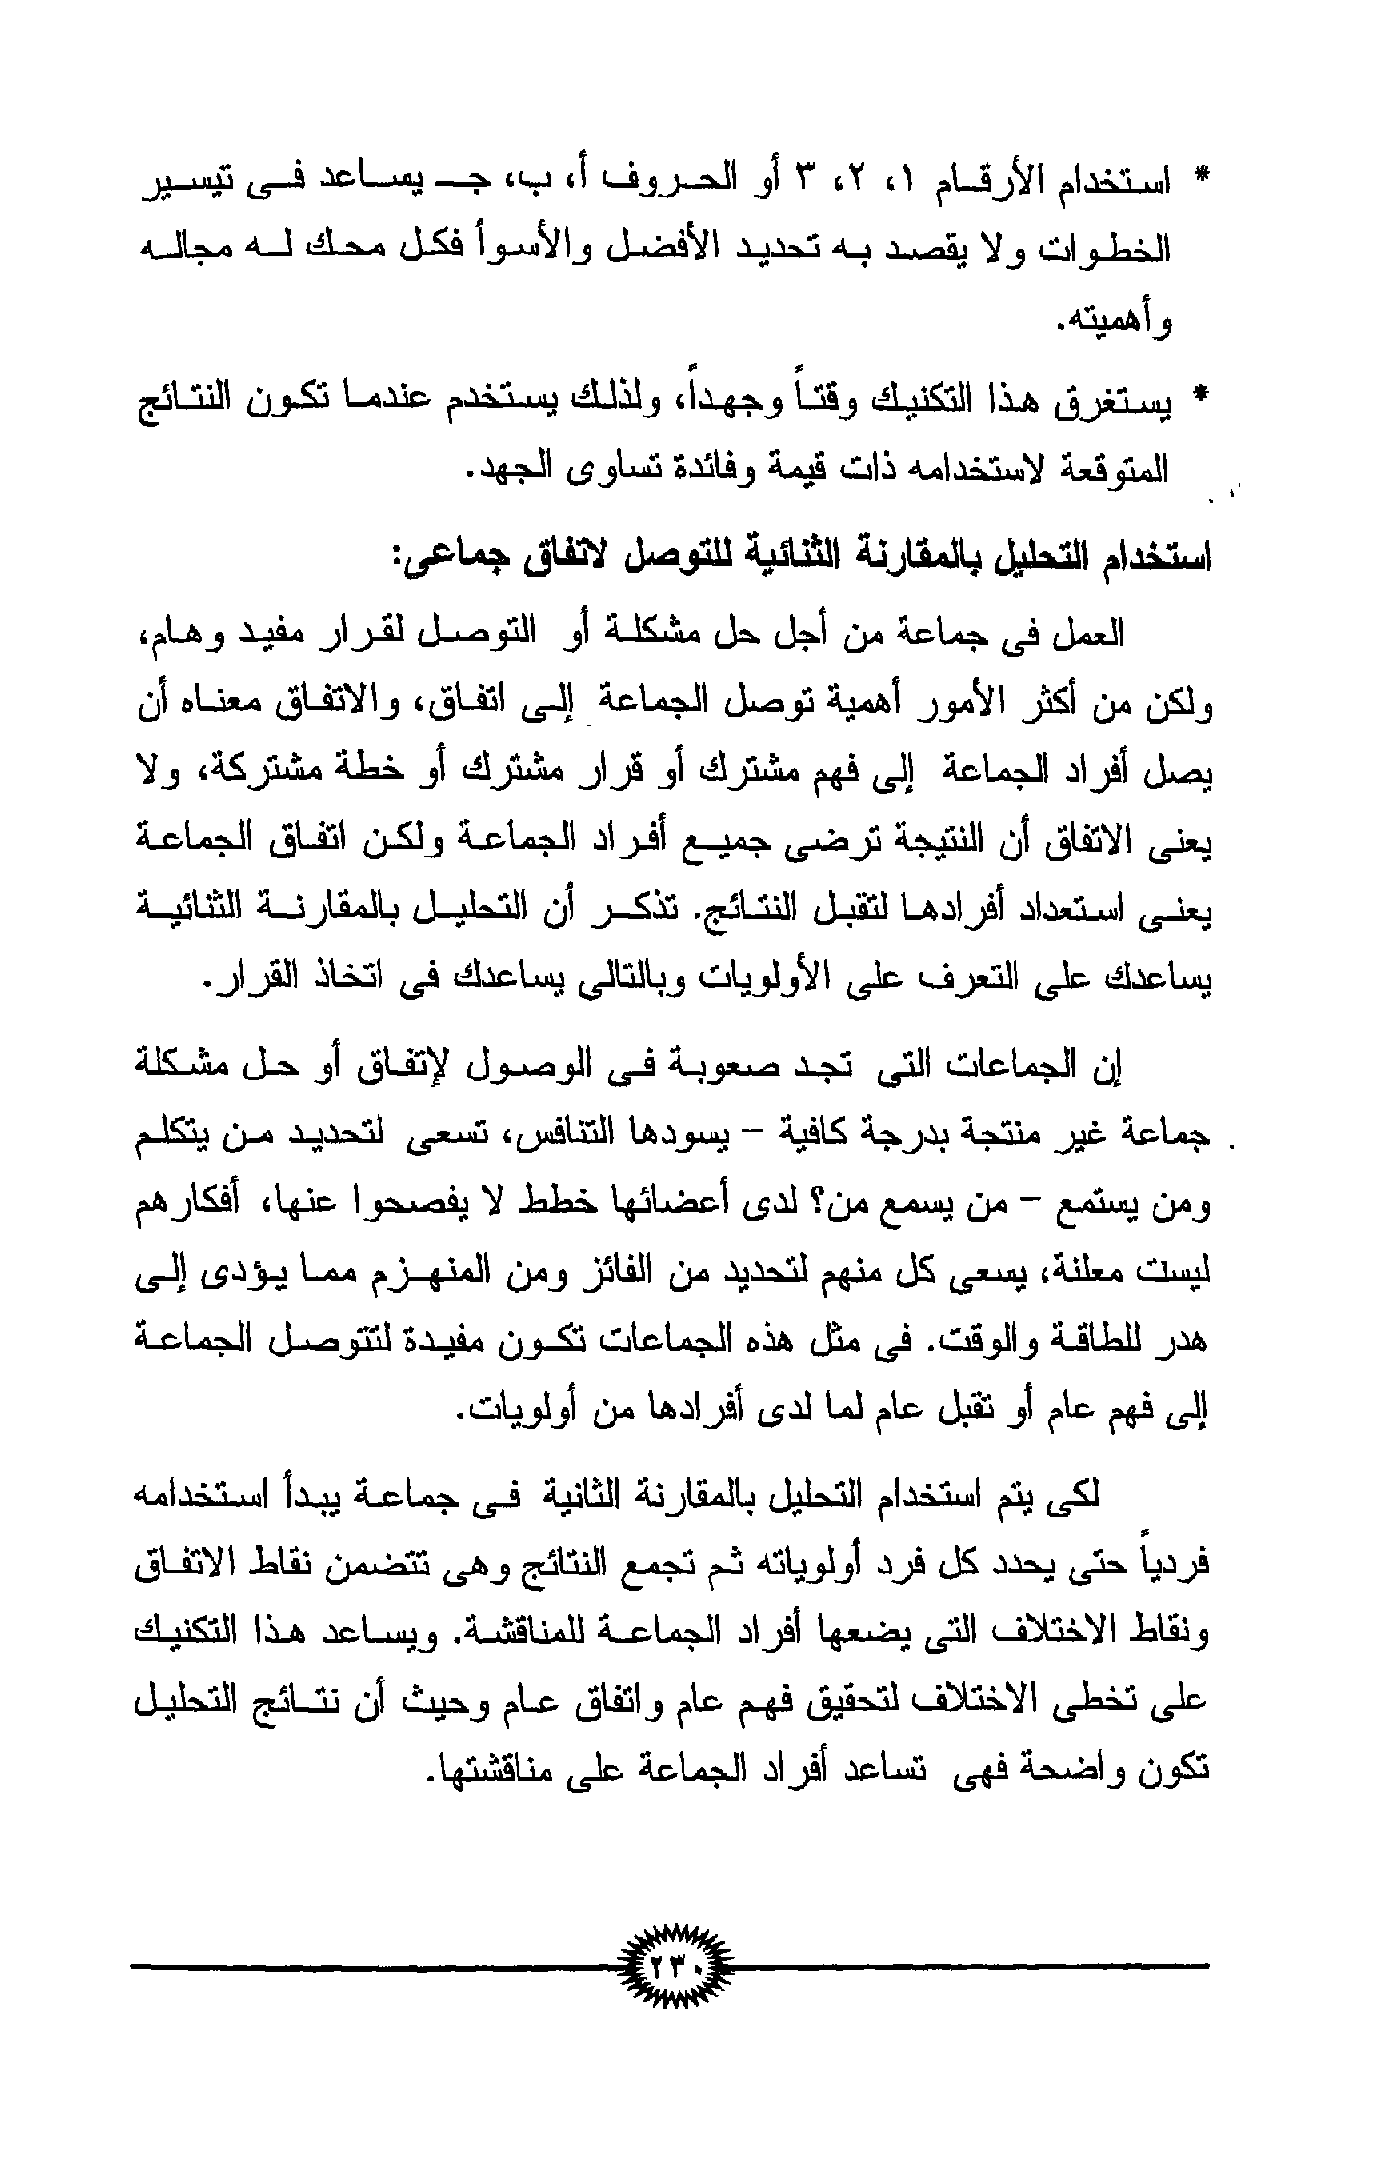 * استخدام الأرقام ١، ٢، ٣ أو الحروف أ، ب، جـ يساعد فى تيسير
الخطوات ولا يقصد به تحديد الأفضل والأسوأ فكل محك له مجاله
وأهميته.
* يستغرق هذا التكنيك وقتاً وجهداً، ولذلك يستخدم عندما تكون النتائج
المتوقعة لاستخدامه ذات قيمة وفائدة تساوى الجهد.
استخدام التحليل بالمقارنة الثنائية للتوصل لاتفاق جماعى:
العمل فى جماعة من أجل حل مشكلة أو التوصل لقرار مفيد وهام،
ولكن من أكثر الأمور أهمية توصل الجماعة إلى اتفاق، والاتفاق معناه أن
يصل أفراد الجماعة إلى فهم مشترك أو قرار مشترك أو خطة مشتركة، ولا
يعنى الاتفاق أن النتيجة ترضى جميع أفراد الجماعة ولكن اتفاق الجماعة
يعنى استعداد أفرادها لتقبل النتائج. تذكر أن التحليل بالمقارنة الثنائية
يساعدك على التعرف على الأولويات وبالتالى يساعدك فى اتخاذ القرار.
إن الجماعات التى تجد صعوبة فى الوصول لإتفاق أو حل مشكلة
جماعة غير منتجة بدرجة كافية - يسودها التنافس، تسعى لتحديد من يتكلم
ومن يستمع - من يسمع من؟ لدى أعضائها خطط لا يفصحوا عنها، أفكارهم
ليست معلنة، يسعى كل منهم لتحديد من الفائز ومن المنهزم مما يؤدى إلى
هدر للطاقة والوقت. فى مثل هذه الجماعات تكون مفيدة لتتوصل الجماعة
إلى فهم عام أو تقبل عام لما لدى أفرادها من أولويات.
لكى يتم استخدام التحليل بالمقارنة الثانية فى جماعة يبدأ استخدامه
فردياً حتى يحدد كل فرد أولوياته ثم تجمع النتائج وهى تتضمن نقاط الاتفاق
ونقاط الاختلاف التى يضعها أفراد الجماعة للمناقشة. ويساعد هذا التكنيك
على تخطى الاختلاف لتحقيق فهم عام واتفاق عام وحيث أن نتائج التحليل
تكون واضحة فهى تساعد أفراد الجماعة على مناقشتها.
٢٣٠